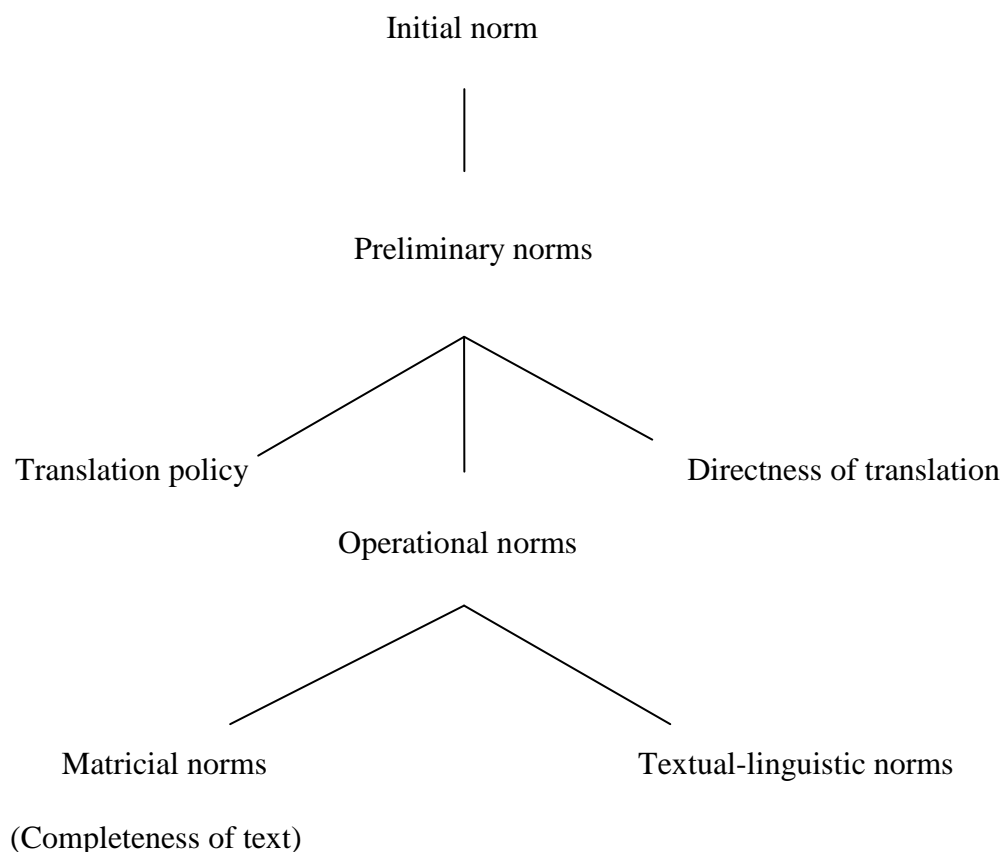 Initial norm
Preliminary norms
Translation policy
Directness of translation
Operational norms
Matricial norms
Textual-linguistic norms
(Completeness of text)